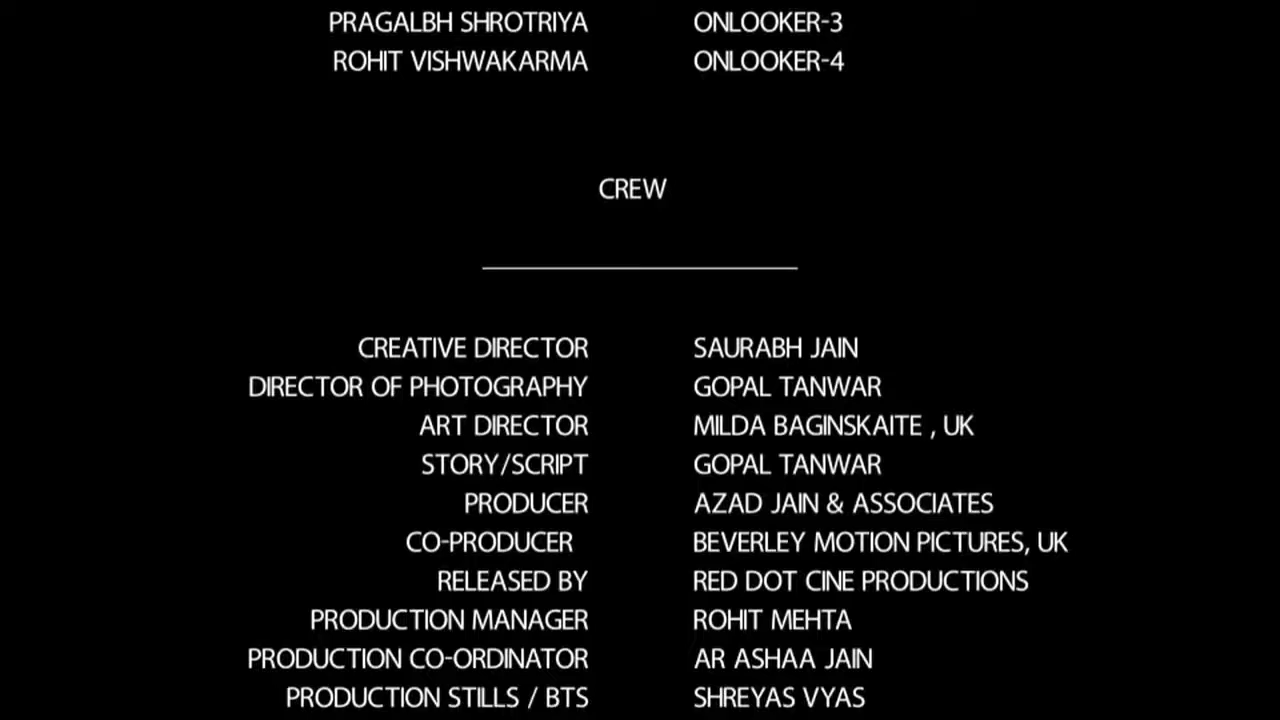 PRAGALBH SHROTRIYA ONLOOKER-3
ROHIT VISHWAKARMA ONLOOKER-4
CREW
CREATIVE DIRECTOR SAURABH JAIN
DIRECTOR OF PHOTOGRAPHY GOPAL TANWAR
ART DIRECTOR MILDA BAGINSKAITE , UK
STORY/SCRIPT GOPAL TANWAR
PRODUCER AZAD JAIN & ASSOCIATES
CO-PRODUCER BEVERLEY MOTION PICTURES, UK
RELEASED BY RED DOT CINE PRODUCTIONS
PRODUCTION MANAGER ROHIT MEHTA
PRODUCTION CO-ORDINATOR AR ASHAA JAIN
PRODUCTION STILLS / BTS SHREYAS VYAS